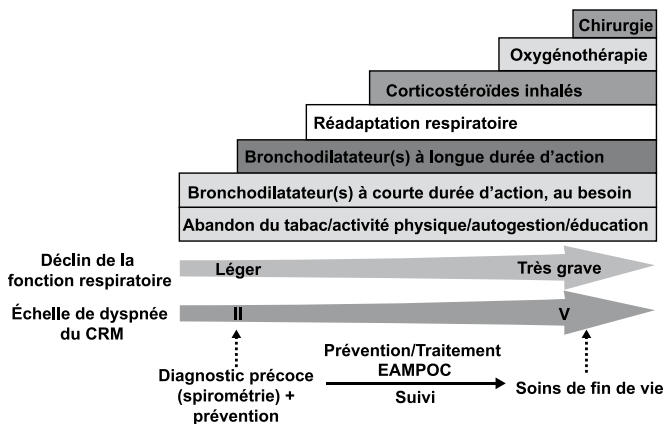 Chirurgie
Oxygénothérapie
Corticostéroïdes inhalés
Réadaptation respiratoire
Bronchodilatateur(s) à longue durée d’action
Bronchodilatateur(s) à courte durée d’action, au besoin
Abandon du tabac/activité physique/autogestion/éducation
Déclin de la
fonction respiratoire
Léger
Très grave
Échelle de dyspnée
du CRM
II
V
Diagnostic précoce
(spirométrie) +
prévention
Prévention/Traitement
EAMPOC
Suivi
Soins de fin de vie